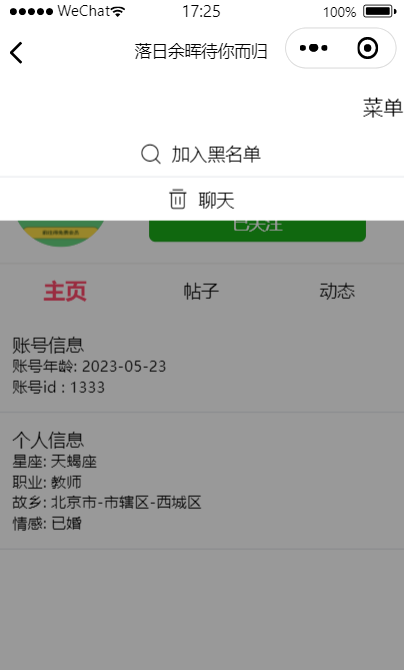 WeChat 17:25 100%
落日余晖待你而归
菜单
加入黑名单
聊天
已关注
主页 帖子 动态
账号信息
账号年龄: 2023-05-23
账号id : 1333
个人信息
星座: 天蝎座
职业: 教师
故乡: 北京市-市辖区-西城区
情感: 已婚